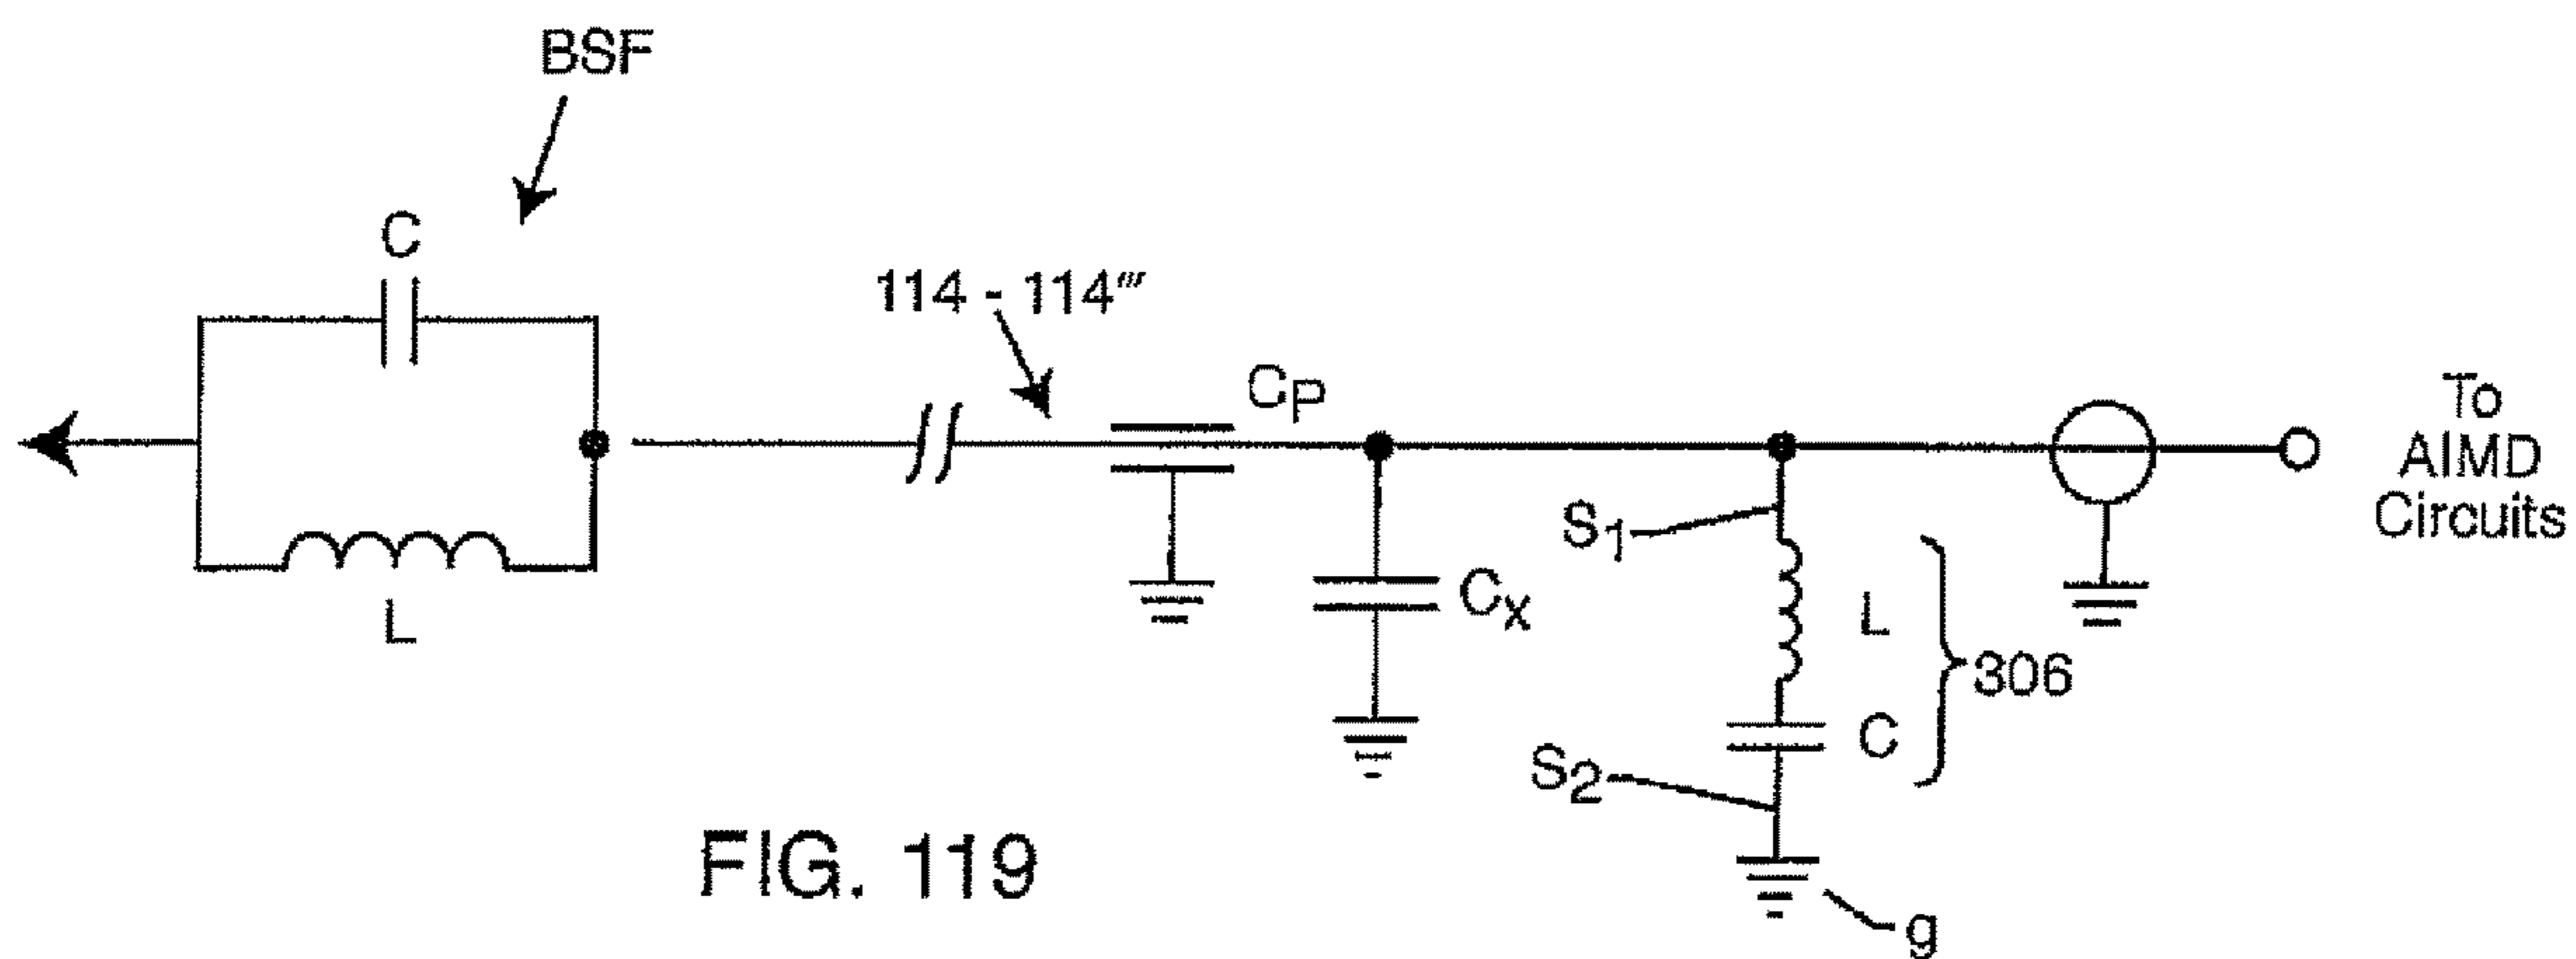 BSF
C
L
114 - 114‴
CP
CX
S1
S2
L
C
306
g
To
AIMD
Circuits
FIG. 119